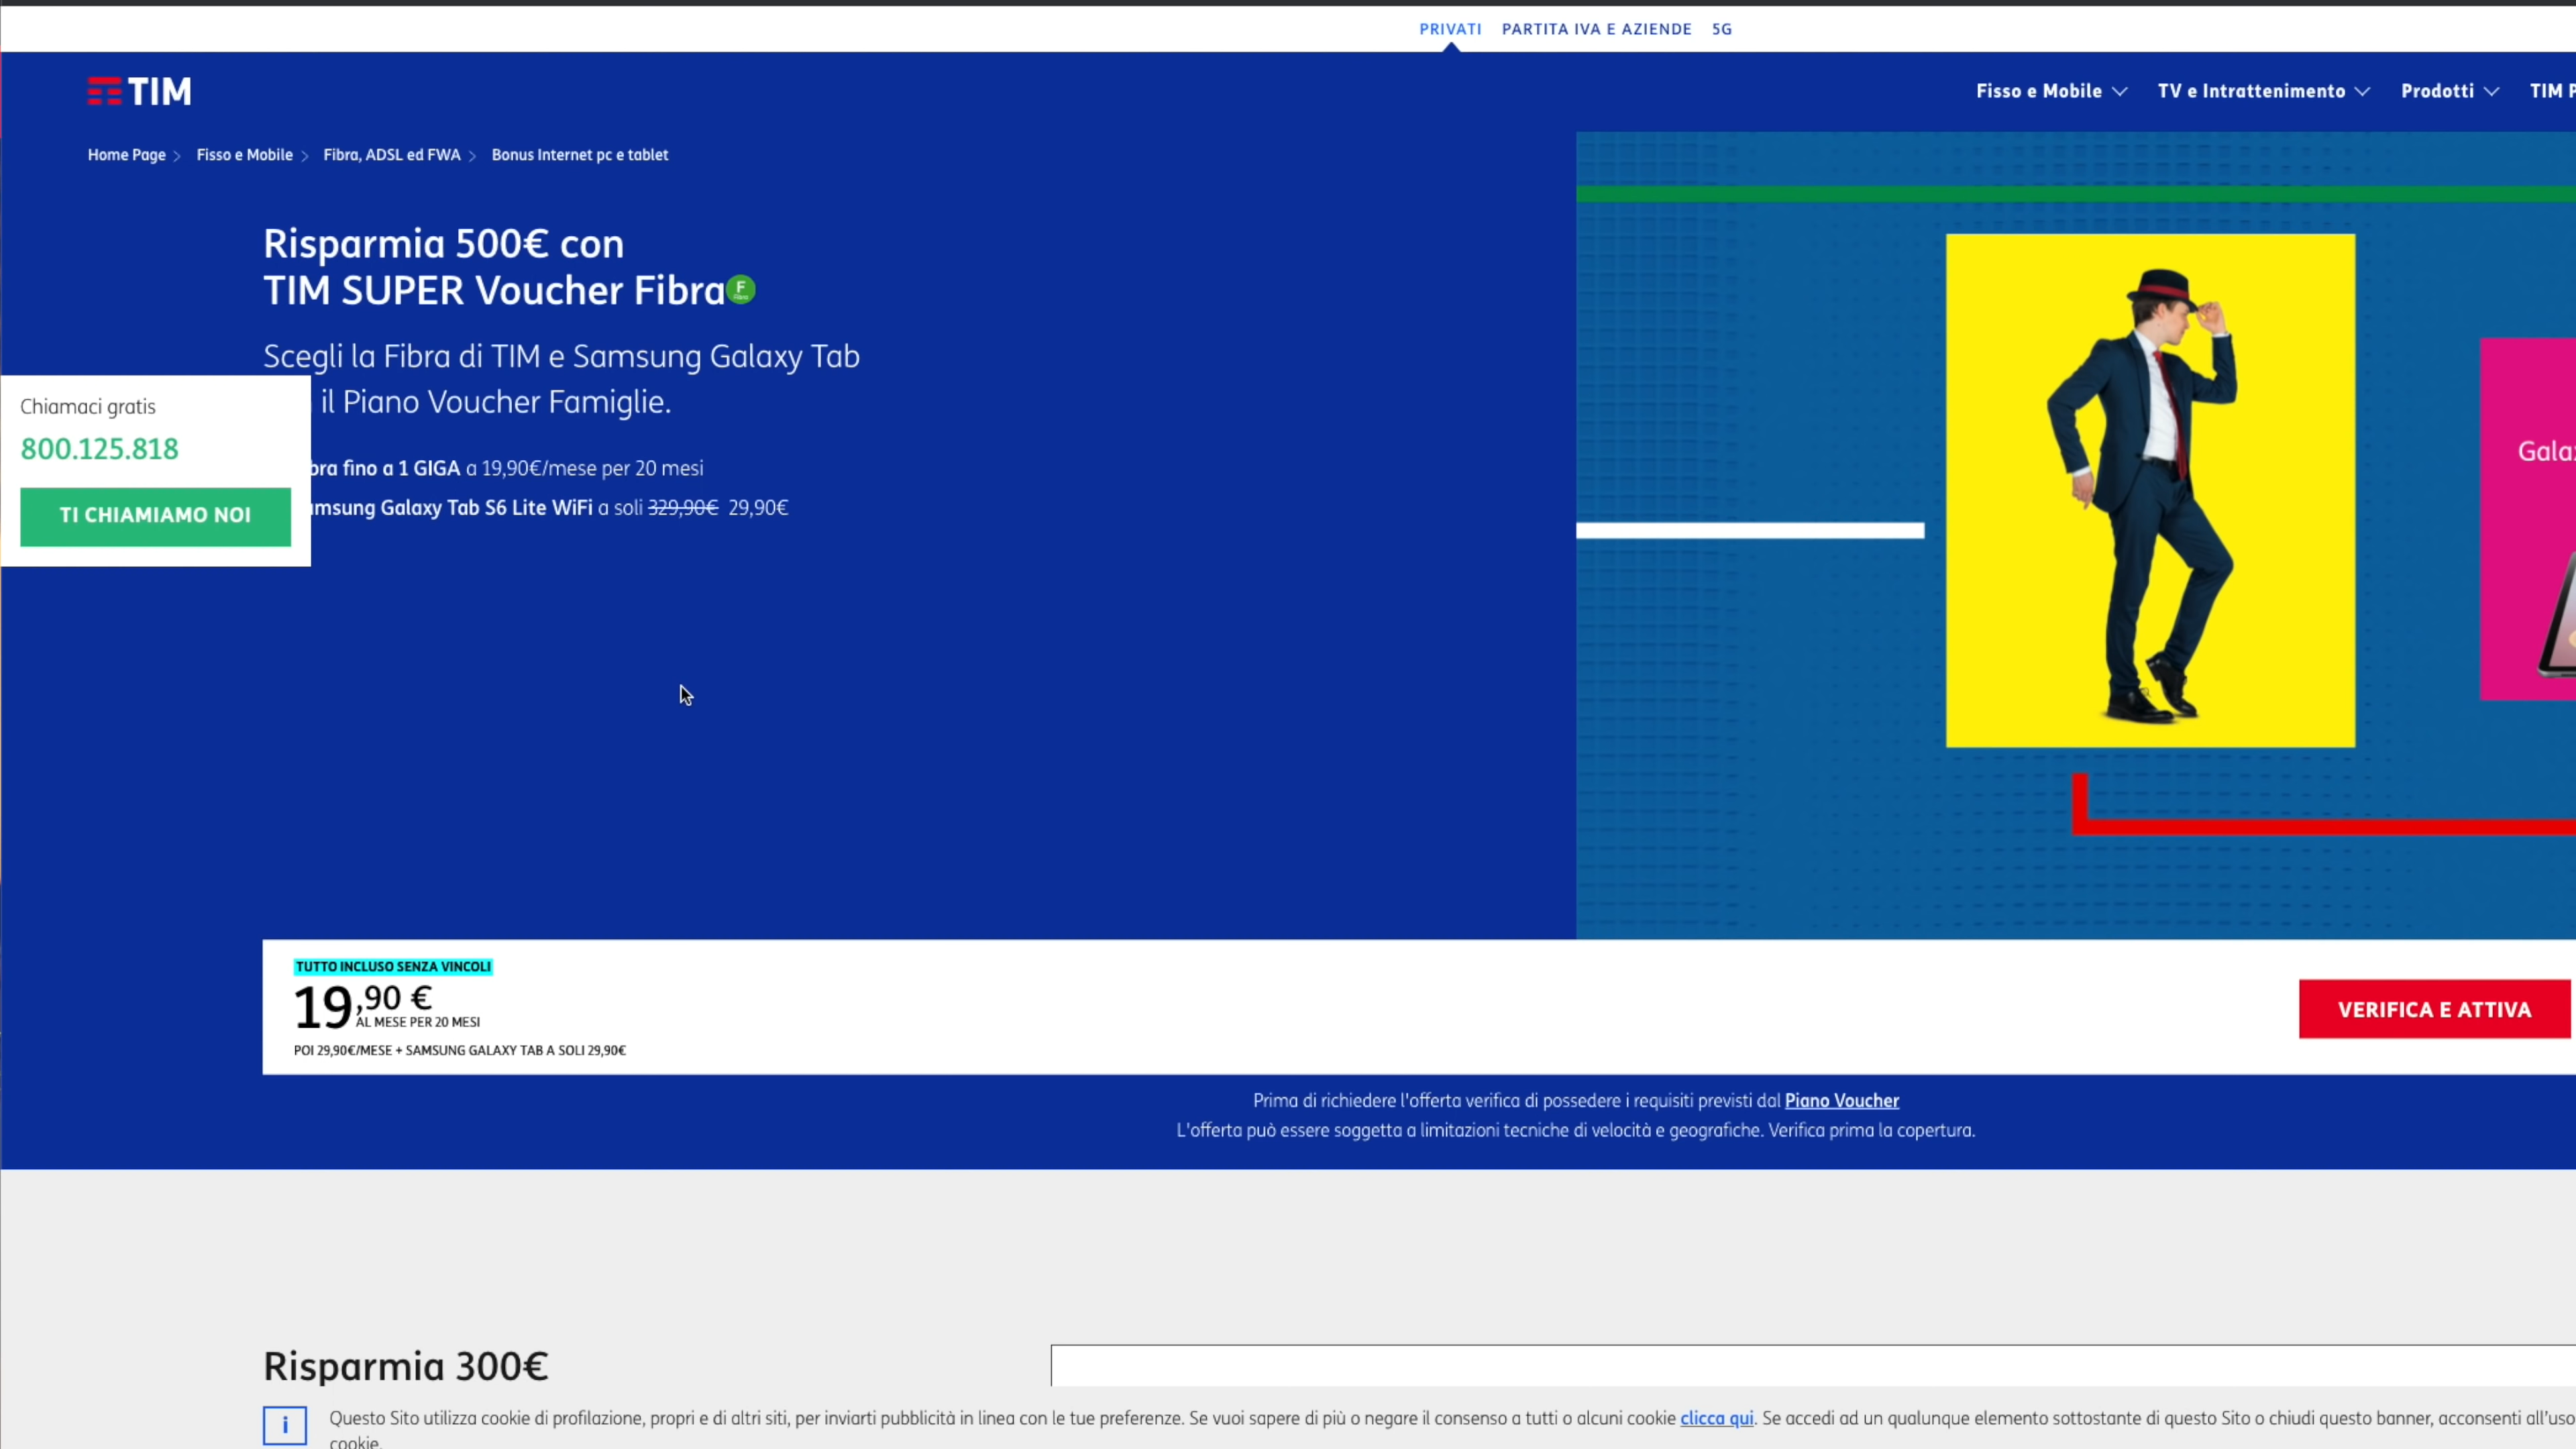 PRIVATI PARTITA IVA E AZIENDE 5G
TIM
Fisso e Mobile TV e Intrattenimento Prodotti TIM
Home Page > Fisso e Mobile > Fibra, ADSL ed FWA > Bonus Internet pc e tablet
Risparmia 500€ con
TIM SUPER Voucher Fibra F
Scegli la Fibra di TIM e Samsung Galaxy Tab
il Piano Voucher Famiglie.
Chiamaci gratis
800.125.818
TI CHIAMIAMO NOI
bra fino a 1 GIGA a 19,90€/mese per 20 mesi
msung Galaxy Tab S6 Lite WiFi a soli 329,90€ 29,90€
Gala
TUTTO INCLUSO SENZA VINCOLI
19,90 €
AL MESE PER 20 MESI
POI 29,90€/MESE + SAMSUNG GALAXY TAB A SOLI 29,90€
VERIFICA E ATTIVA
Prima di richiedere l'offerta verifica di possedere i requisiti previsti dal Piano Voucher
L'offerta può essere soggetta a limitazioni tecniche di velocità e geografiche. Verifica prima la copertura.
Risparmia 300€
i
Questo Sito utilizza cookie di profilazione, propri e di altri siti, per inviarti pubblicità in linea con le tue preferenze. Se vuoi sapere di più o negare il consenso a tutti o alcuni cookie clicca qui. Se accedi ad un qualunque elemento sottostante di questo Sito o chiudi questo banner, acconsenti all'uso
cookie.